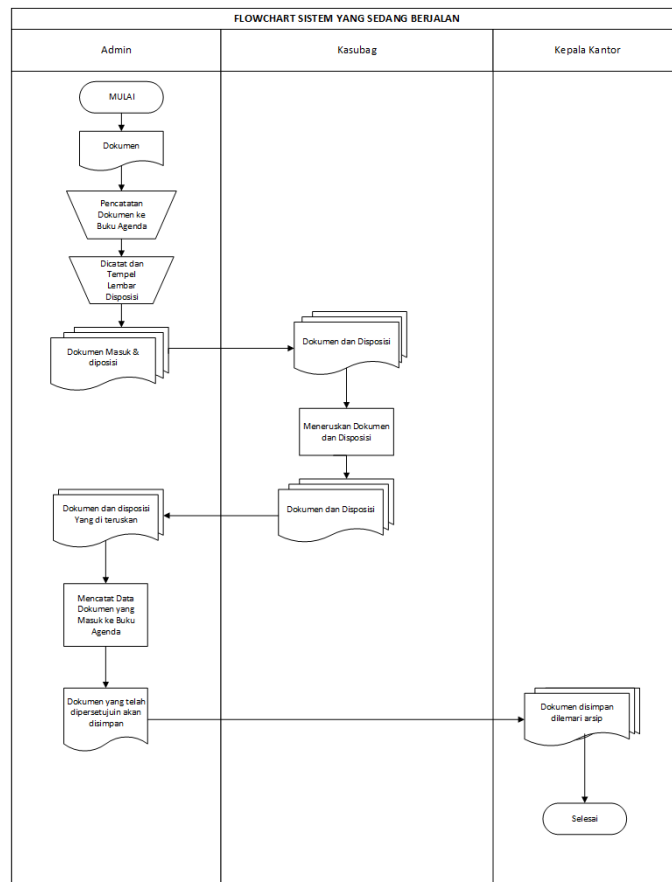 FLOWCHART SISTEM YANG SEDANG BERJALAN
Admin
Kasubag
Kepala Kantor
MULAI
Dokumen
Pencatatan
Dokumen ke
Buku Agenda
Dicatat dan
Tempel
Lembar
Disposisi
Dokumen Masuk &
diposisi
Dokumen dan Disposisi
Meneruskan Dokumen
dan Disposisi
Dokumen dan Disposisi
Dokumen dan disposisi
Yang di teruskan
Mencatat Data
Dokumen yang
Masuk ke Buku
Agenda
Dokumen yang telah
dipersetujuin akan
disimpan
Dokumen disimpan
dilemari arsip
Selesai